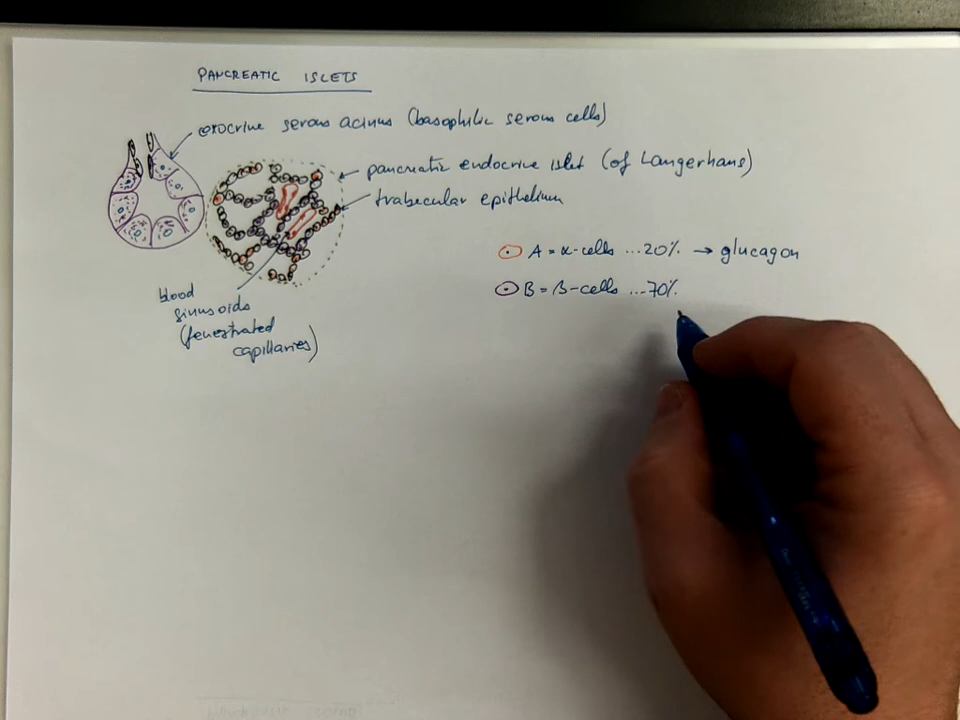 PANCREATIC ISLETS
exocrine serous acinus (basophilic serous cells)
pancreatic endocrine islet (of Langerhans)
trabecular epithelium
A = α-cells ...20% → glucagon
B = β-cells ...70%
blood
sinusoids
(fenestrated
capillaries)